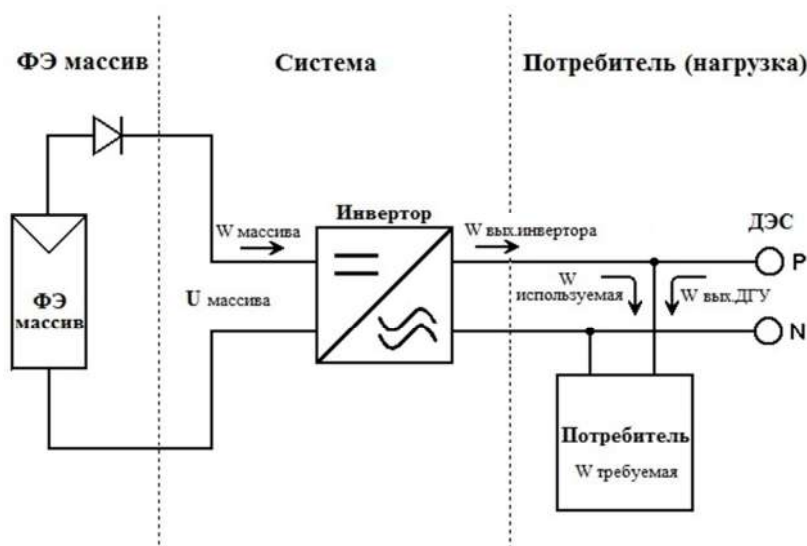 ФЭ массив
Система
Потребитель (нагрузка)
Инвертор
W массива
W вых.инвертора
ДЭС
P
W
используемая
W вых.ДГУ
U массива
ФЭ
массив
N
Потребитель
W требуемая